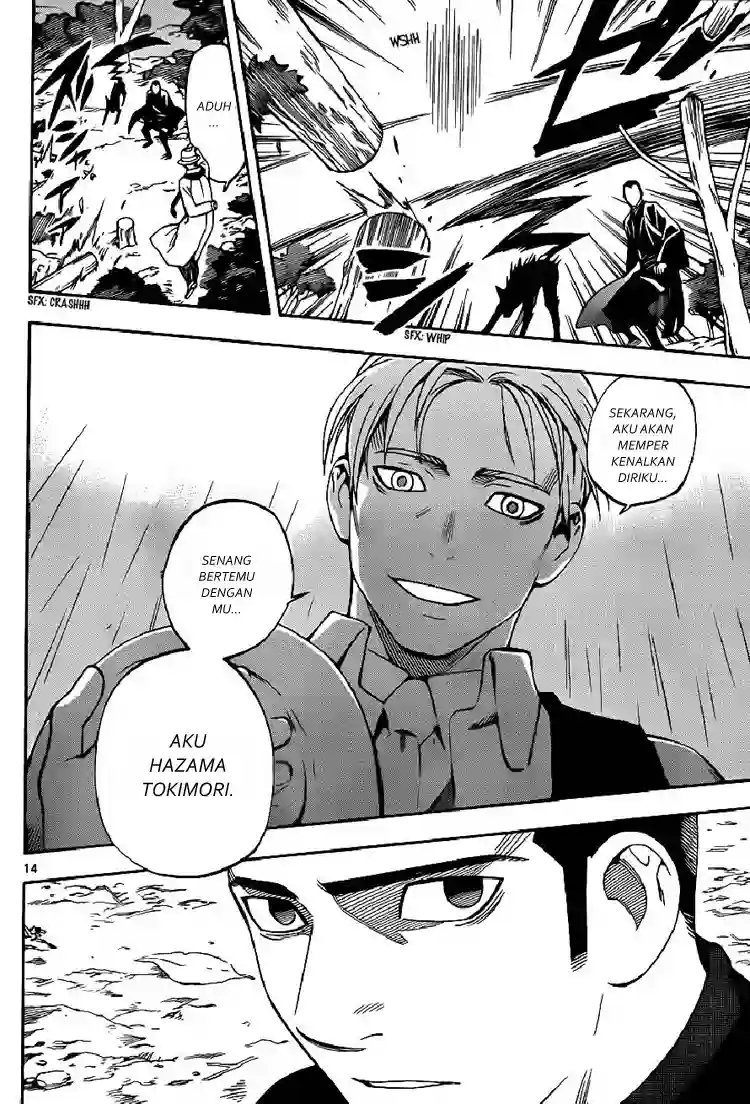 ADUH
...
SFX: CRASHHH
WSHH
SFX: WHIP
SEKARANG,
AKU AKAN
MEMPER
KENALKAN
DIRIKU...
SENANG
BERTEMU
DENGAN
MU...
AKU
HAZAMA
TOKIMORI.
14